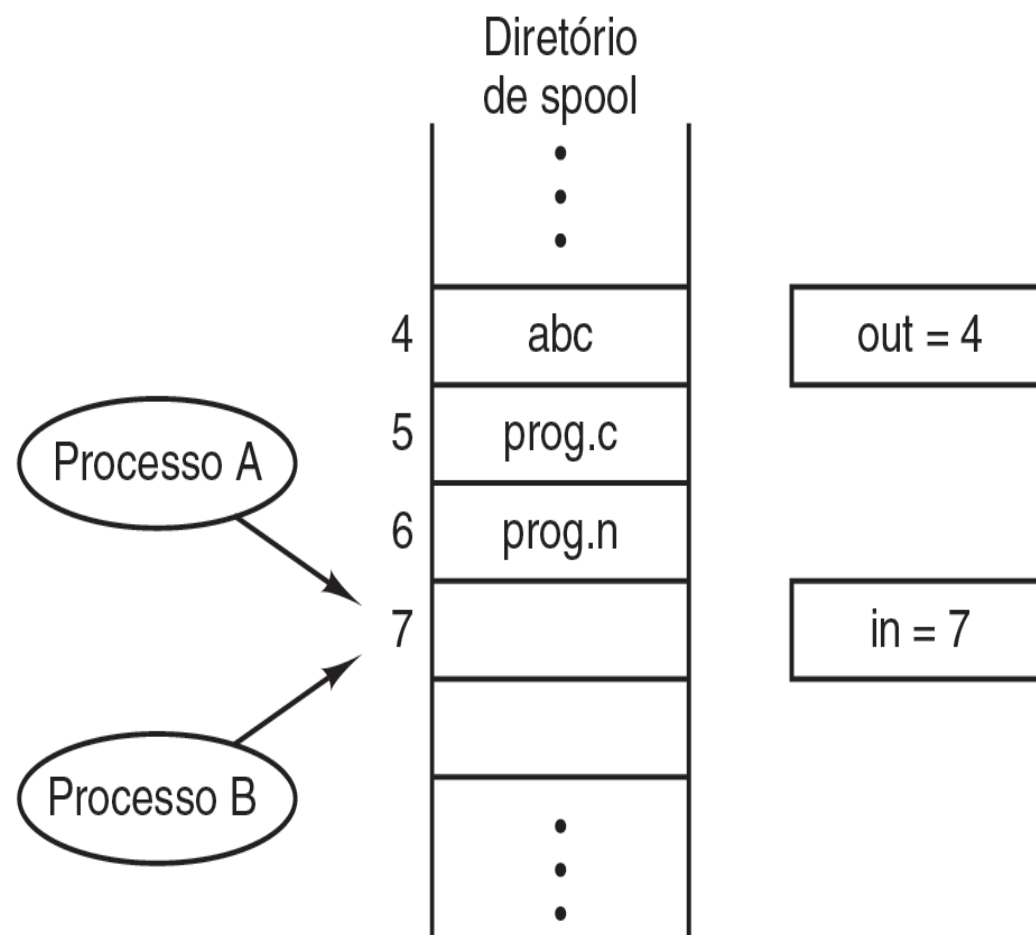 Diretório
de spool
4
abc
out = 4
5
prog.c
Processo A
6
prog.n
7
in = 7
Processo B